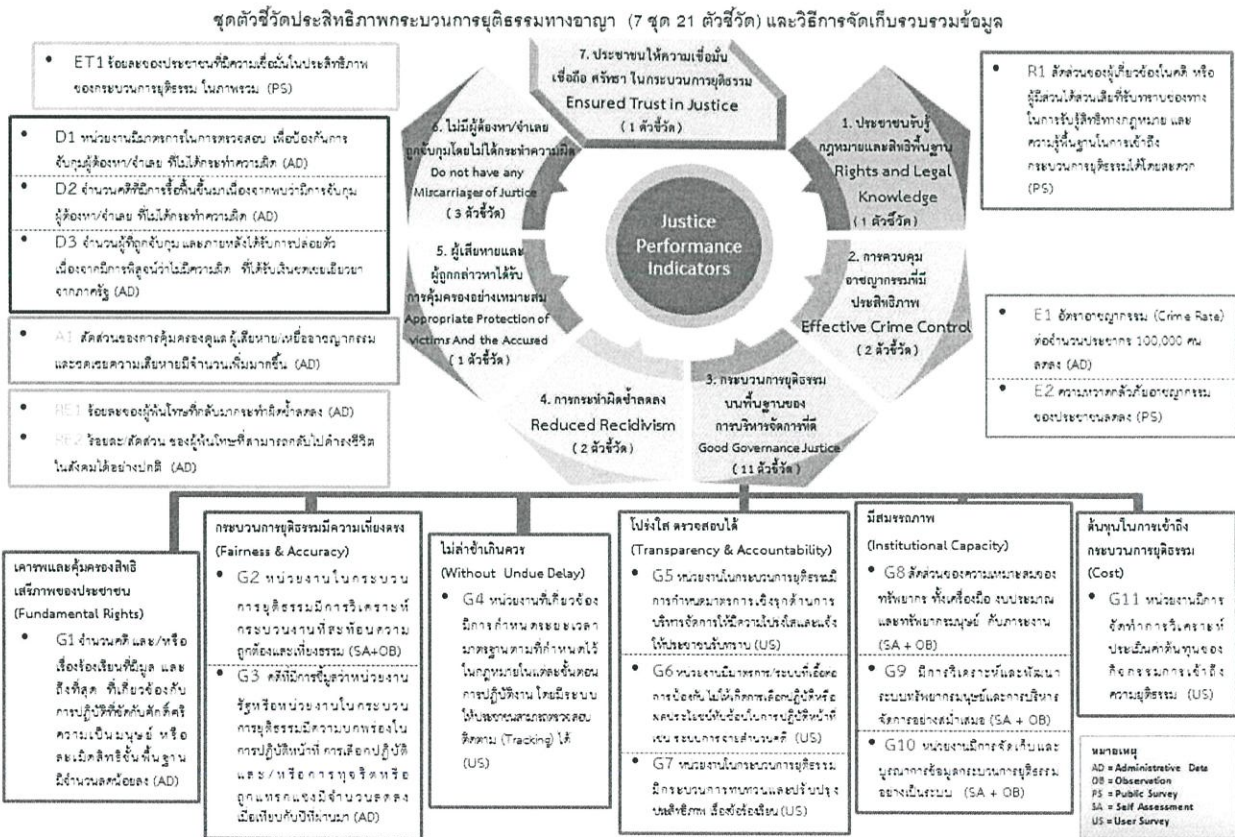 ชุดตัวชี้วัดประสิทธิภาพกระบวนการยุติธรรมทางอาญา (7 ชุด 21 ตัวชี้วัด) และวิธีการจัดเก็บรวบรวมข้อมูล
• ET1 ร้อยละของประชาชนที่มีความเชื่อมั่นในประสิทธิภาพ
ของกระบวนการยุติธรรม ในภาพรวม (PS)
• D1 หน่วยงานมีมาตรการในการตรวจสอบ เพื่อป้องกันการ
จับกุมผู้ต้องหา/จำเลย ที่ไม่ได้กระทำความผิด (AD)
• D2 จำนวนคดีที่มีการรื้อฟื้นขึ้นมาเนื่องจากพบว่ามีการจับกุม
ผู้ต้องหา/จำเลย ที่ไม่ได้กระทำความผิด (AD)
• D3 จำนวนผู้ที่ถูกจับกุม และภายหลังได้รับการปล่อยตัว
เนื่องจากมีการพิสูจน์ว่าไม่มีความผิด ที่ได้รับเงินชดเชยเยียวยา
จากภาครัฐ (AD)
• A1 สัดส่วนของการคุ้มครองดูแลผู้เสียหาย/เหยื่ออาชญากรรม
และชดเชยความเสียหายมีจำนวนเพิ่มมากขึ้น (AD)
• RE1 ร้อยละของผู้พ้นโทษที่กลับมากระทำผิดซ้ำลดลง (AD)
• RE2 ร้อยละ/สัดส่วน ของผู้พ้นโทษที่สามารถกลับไปดำรงชีวิต
ในสังคมได้อย่างปกติ (AD)
7. ประชาชนให้ความเชื่อมั่น
เชื่อถือ ศรัทธา ในกระบวนการยุติธรรม
Ensured Trust in Justice
( 1 ตัวชี้วัด )
6. ไม่มีผู้ต้องหา/จำเลย
ถูกจับกุมโดยไม่ได้กระทำความผิด
Do not have any
Miscarriages of Justice
( 3 ตัวชี้วัด )
5. ผู้เสียหายและ
ผู้ถูกกล่าวหาได้รับ
การคุ้มครองอย่างเหมาะสม
Appropriate Protection of
victims And the Accured
( 1 ตัวชี้วัด )
4. การกระทำผิดซ้ำลดลง
Reduced Recidivism
( 2 ตัวชี้วัด )
3. กระบวนการยุติธรรม
บนพื้นฐานของ
การบริหารจัดการที่ดี
Good Governance Justice
( 11 ตัวชี้วัด )
2. การควบคุม
อาชญากรรมที่มี
ประสิทธิภาพ
Effective Crime Control
( 2 ตัวชี้วัด )
1. ประชาชนรับรู้
กฎหมายและสิทธิพื้นฐาน
Rights and Legal
Knowledge
( 1 ตัวชี้วัด )
Justice
Performance
Indicators
• R1 สัดส่วนของผู้เกี่ยวข้องในคดี หรือ
ผู้มีส่วนได้ส่วนเสียที่รับทราบช่องทาง
ในการรับรู้สิทธิทางกฎหมาย และ
ความรู้พื้นฐานในการเข้าถึง
กระบวนการยุติธรรมได้โดยสะดวก
(PS)
• E1 อัตราอาชญากรรม (Crime Rate)
ต่อจำนวนประชากร 100,000 คน
ลดลง (AD)
• E2 ความหวาดกลัวภัยอาชญากรรม
ของประชาชนลดลง (PS)
เคารพและคุ้มครองสิทธิ
เสรีภาพของประชาชน
(Fundamental Rights)
• G1 จำนวนคดี และ/หรือ
เรื่องร้องเรียนที่มีมูล และ
ถึงที่สุด ที่เกี่ยวข้องกับ
การปฏิบัติที่ขัดกับศักดิ์ศรี
ความเป็นมนุษย์ หรือ
ละเมิดสิทธิขั้นพื้นฐาน
มีจำนวนลดน้อยลง (AD)
กระบวนการยุติธรรมมีความเที่ยงตรง
(Fairness & Accuracy)
• G2 หน่วยงานในกระบวน
การยุติธรรมมีการวิเคราะห์
กระบวนงานที่สะท้อนความ
ถูกต้องและเที่ยงธรรม (SA+OB)
• G3 คดีที่มีการชี้มูลว่าหน่วยงาน
รัฐหรือหน่วยงานในกระบวน
การยุติธรรมมีความบกพร่องใน
การปฏิบัติหน้าที่ การเลือกปฏิบัติ
และ/หรือการทุจริตหรือ
ถูกแทรกแซงมีจำนวนลดลง
เมื่อเทียบกับปีที่ผ่านมา (AD)
ไม่ล่าช้าเกินควร
(Without Undue Delay)
• G4 หน่วยงานที่เกี่ยวข้อง
มีการกำหนดระยะเวลา
มาตรฐานตามที่กำหนดไว้
ในกฎหมายในแต่ละขั้นตอน
การปฏิบัติงาน โดยมีระบบ
ให้ประชาชนสามารถตรวจสอบ
ติดตาม (Tracking) ได้
(US)
โปร่งใส ตรวจสอบได้
(Transparency & Accountability)
• G5 หน่วยงานในกระบวนการยุติธรรมมี
การกำหนดมาตรการเชิงรุกด้านการ
บริหารจัดการให้มีความโปร่งใสและแจ้ง
ให้ประชาชนรับทราบ (US)
• G6 หน่วยงานมีมาตรการ/ระบบที่เอื้อต่อ
การป้องกัน ไม่ให้เกิดการเลือกปฏิบัติหรือ
ผลประโยชน์ทับซ้อนในการปฏิบัติหน้าที่
เช่น ระบบการจ่ายสำนวนคดี (US)
• G7 หน่วยงานในกระบวนการยุติธรรม
มีกระบวนการทบทวนและปรับปรุง
ประสิทธิภาพ เรื่องข้อร้องเรียน (US)
มีสมรรถภาพ
(Institutional Capacity)
• G8 สัดส่วนของความเหมาะสมของ
ทรัพยากร ทั้งเครื่องมือ งบประมาณ
และทรัพยากรมนุษย์ กับภาระงาน
(SA + OB)
• G9 มีการวิเคราะห์และพัฒนา
ระบบทรัพยากรมนุษย์และการบริหาร
จัดการอย่างสม่ำเสมอ (SA + OB)
• G10 หน่วยงานมีการจัดเก็บและ
บูรณาการข้อมูลกระบวนการยุติธรรม
อย่างเป็นระบบ (SA + OB)
ต้นทุนในการเข้าถึง
กระบวนการยุติธรรม
(Cost)
• G11 หน่วยงานมีการ
จัดทำการวิเคราะห์
ประเมินค่าต้นทุนของ
กิจกรรมการเข้าถึง
ความยุติธรรม (US)
หมายเหตุ
AD = Administrative Data
OB = Observation
PS = Public Survey
SA = Self Assessment
US = User Survey